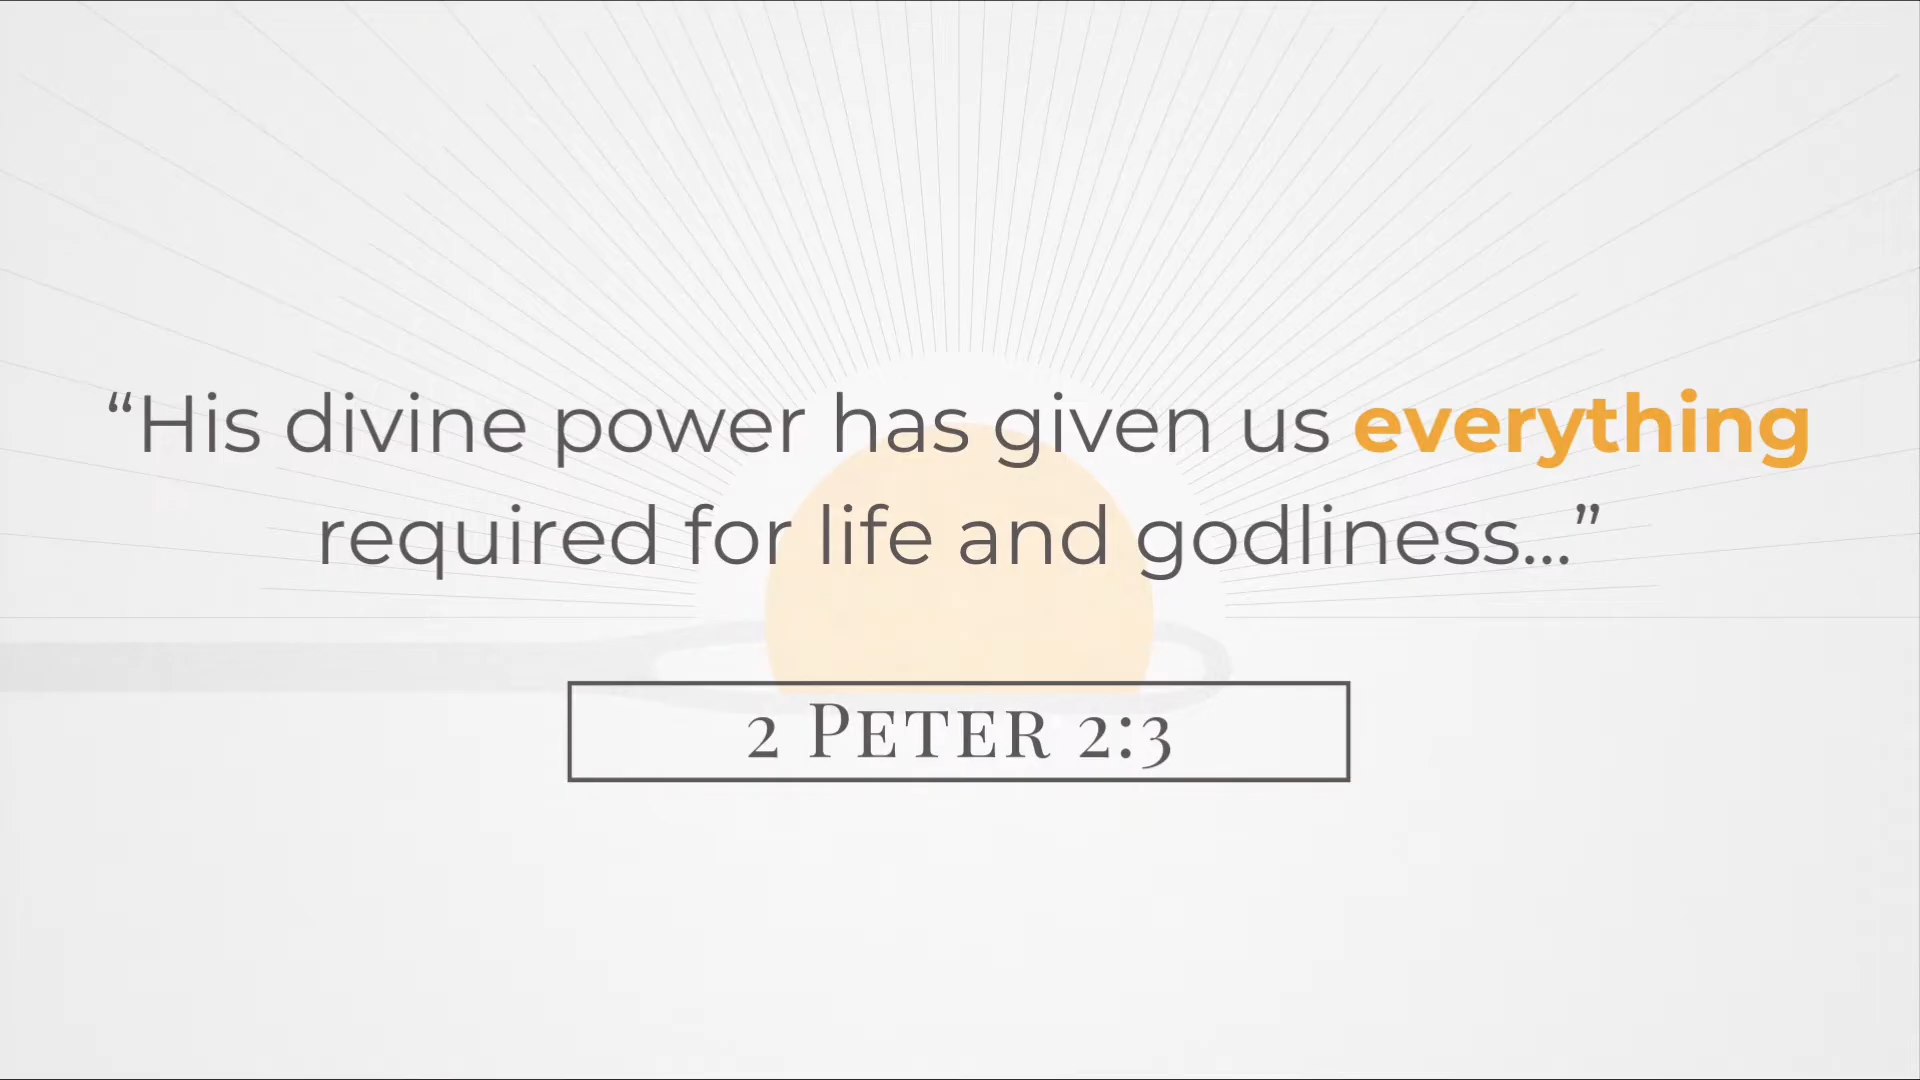 “His divine power has given us everything
required for life and godliness...”
2 Peter 2:3